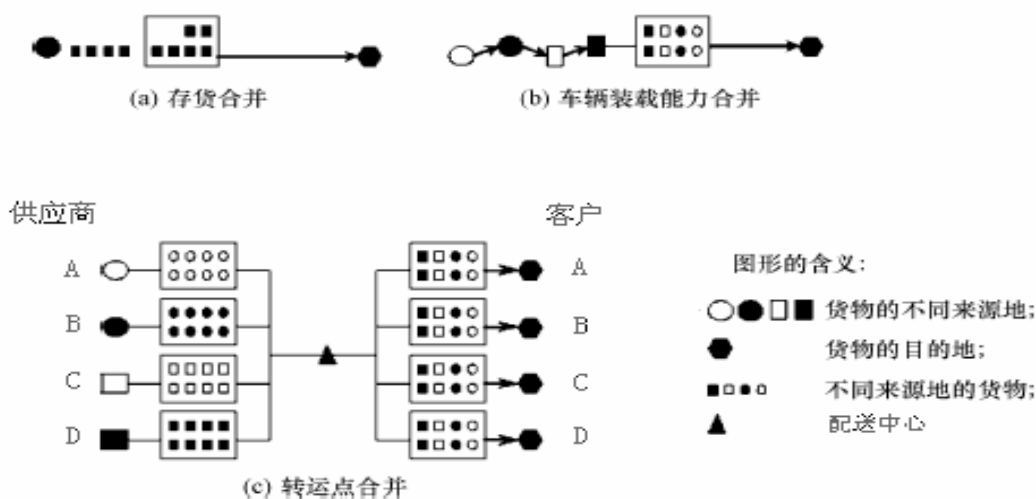 (a) 存货合并
(b) 车辆装载能力合并
供应商
客户
A
A
B
B
C
C
D
D
图形的含义:
货物的不同来源地;
货物的目的地;
不同来源地的货物;
配送中心
(c) 转运点合并